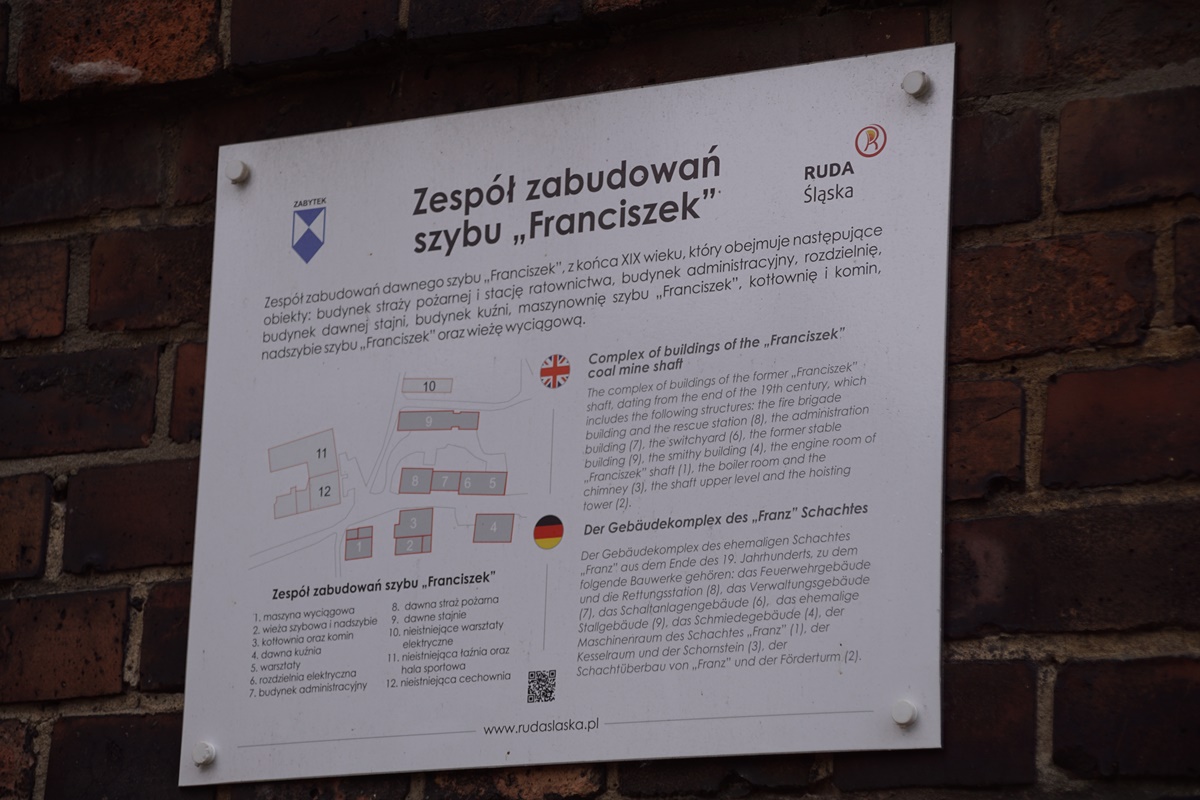 ZABYTEK
Zespół zabudowań
szybu „Franciszek”
RUDA
Śląska
Zespół zabudowań dawnego szybu „Franciszek”, z końca XIX wieku, który obejmuje następujące
obiekty: budynek straży pożarnej i stację ratownictwa, budynek administracyjny, rozdzielnię,
budynek dawnej stajni, budynek kuźni, maszynownię szybu „Franciszek”, kotłownię i komin,
nadszybie szybu „Franciszek” oraz wieżę wyciągową.
10
9
11
12
8 7 6 5
3
4
1
2
Zespół zabudowań szybu „Franciszek”
1. maszyna wyciągowa
2. wieża szybowa i nadszybie
3. kotłownia oraz komin
4. dawna kuźnia
5. warsztaty
6. rozdzielnia elektryczna
7. budynek administracyjny
8. dawna straż pożarna
9. dawne stajnie
10. nieistniejące warsztaty
elektryczne
11. nieistniejąca łaźnia oraz
hala sportowa
12. nieistniejąca cechownia
Complex of buildings of the „Franciszek”
coal mine shaft
The complex of buildings of the former „Franciszek”
shaft, dating from the end of the 19th century, which
includes the following structures: the fire brigade
building and the rescue station (8), the administration
building (7), the switchyard (6), the former stable
building (9), the smithy building (4), the engine room of
„Franciszek” shaft (1), the boiler room and the
chimney (3), the shaft upper level and the hoisting
tower (2).
Der Gebäudekomplex des „Franz” Schachtes
Der Gebäudekomplex des ehemaligen Schachtes
„Franz” aus dem Ende des 19. Jahrhunderts, zu dem
folgende Bauwerke gehören: das Feuerwehrgebäude
und die Rettungsstation (8), das Verwaltungsgebäude
(7), das Schaltanlagengebäude (6), das ehemalige
Stallgebäude (9), das Schmiedegebäude (4), der
Maschinenraum des Schachtes „Franz” (1), der
Kesselraum und der Schornstein (3), der
Schachtüberbau von „Franz” und der Förderturm (2).
www.rudaslaska.pl